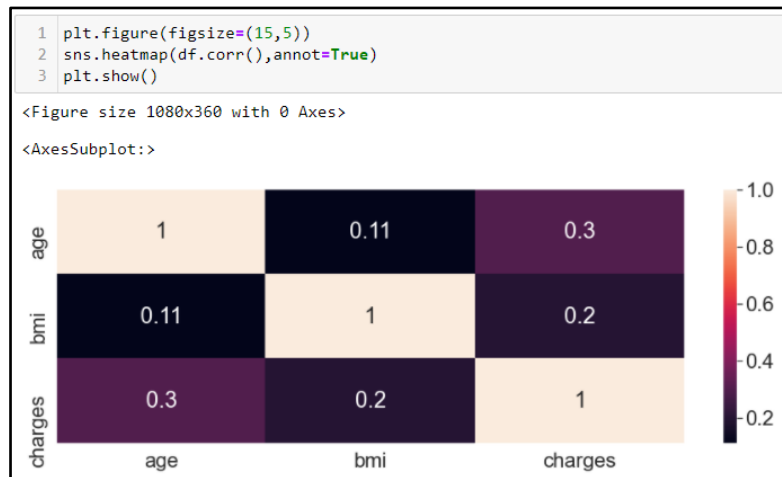 1 plt.figure(figsize=(15,5))
2 sns.heatmap(df.corr(),annot=True)
3 plt.show()
<Figure size 1080x360 with 0 Axes>
<AxesSubplot:>
age 1 0.11 0.3
bmi 0.11 1 0.2
charges 0.3 0.2 1
age bmi charges
1.0
0.8
0.6
0.4
0.2